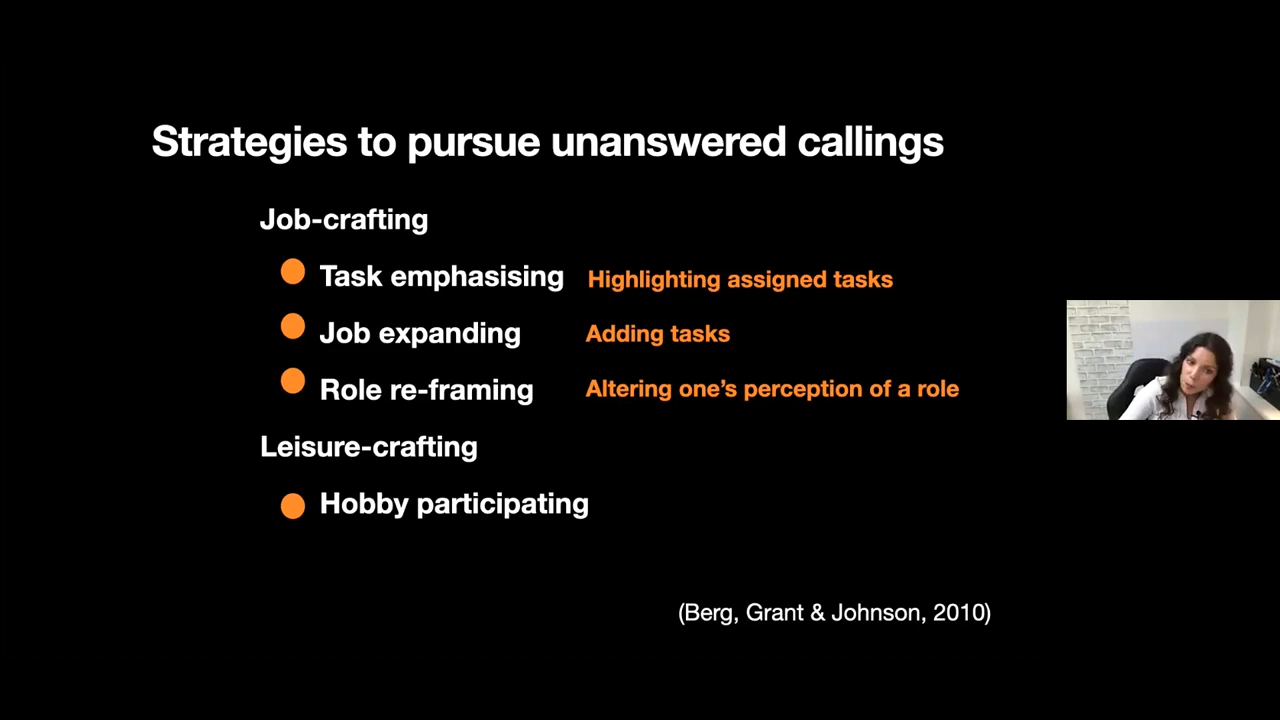 Strategies to pursue unanswered callings
Job-crafting
Task emphasising Highlighting assigned tasks
Job expanding Adding tasks
Role re-framing Altering one's perception of a role
Leisure-crafting
Hobby participating
(Berg, Grant & Johnson, 2010)